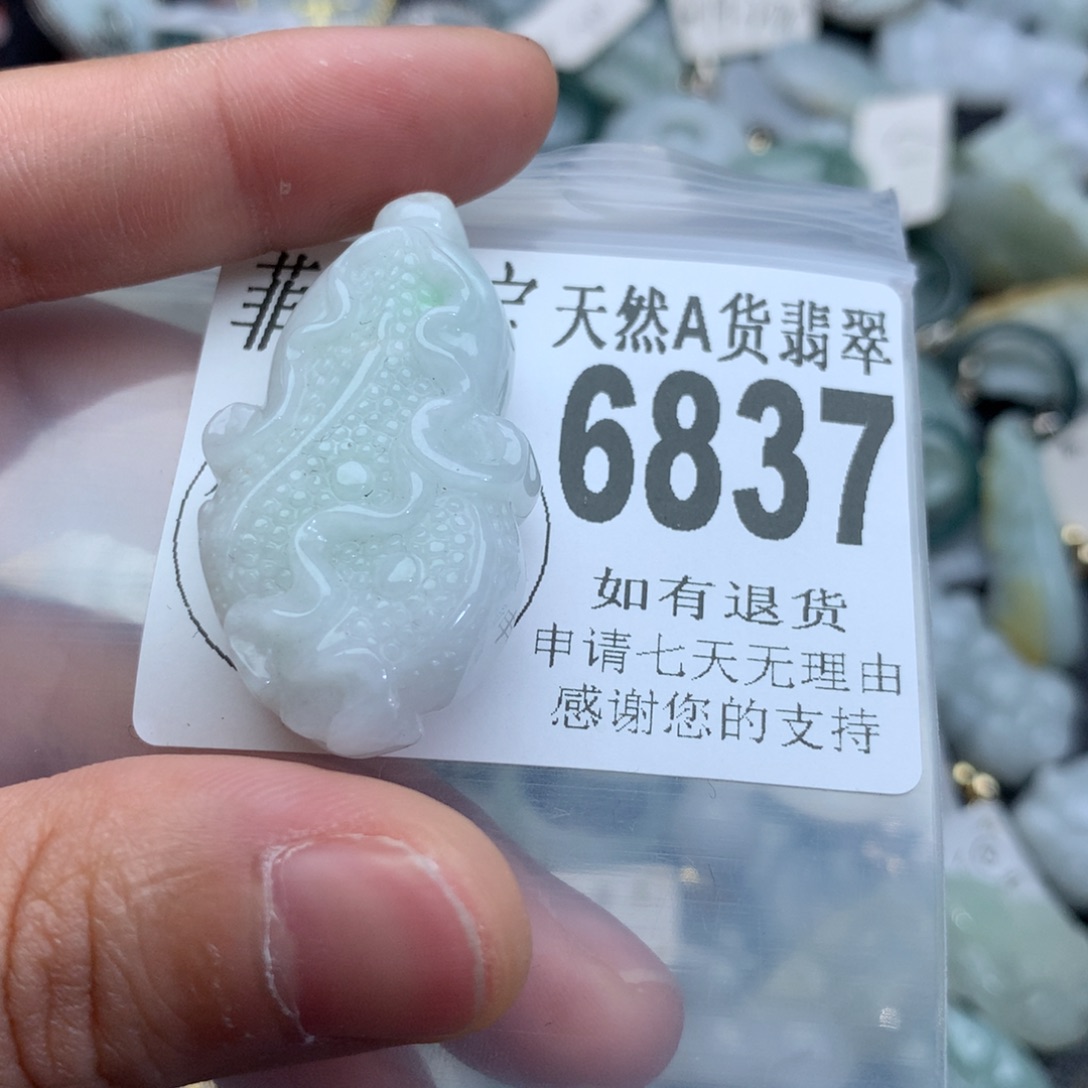 天然A货翡翠
6837
如有退货
申请七天无理由
感谢您的支持